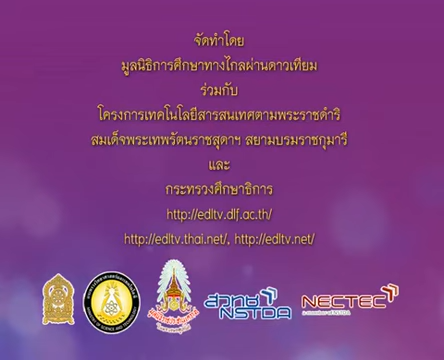 จัดทำโดย
มูลนิธิการศึกษาทางไกลผ่านดาวเทียม
ร่วมกับ
โครงการเทคโนโลยีสารสนเทศตามพระราชดำริ
สมเด็จพระเทพรัตนราชสุดาฯ สยามบรมราชกุมารี
และ
กระทรวงศึกษาธิการ
http://edltv.dlf.ac.th/
http://edltv.thai.net/, http://edltv.net/
สวทช
NSTDA
NECTEC
a member of NSTDA